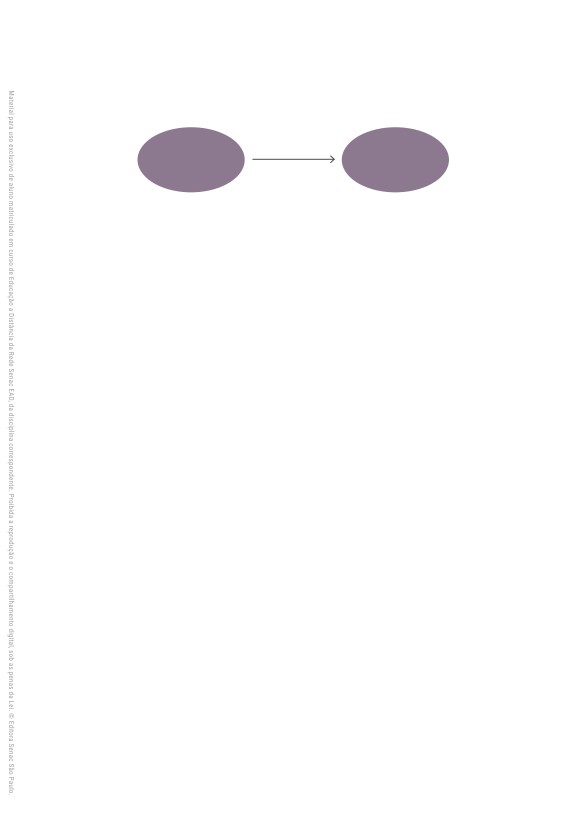 Material para uso exclusivo de aluno matriculado em curso de Educação a Distância da Rede Senac EAD, da disciplina correspondente. Proibida a reprodução e o compartilhamento digital, sob as penas da Lei. © Editora Senac São Paulo.